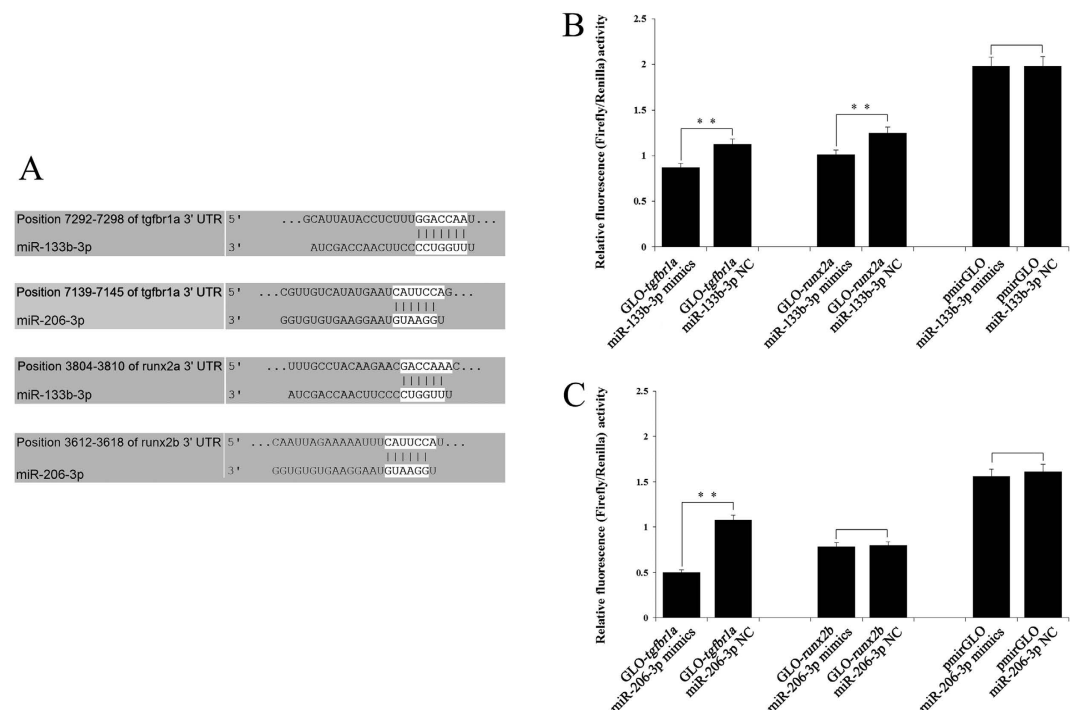 A
Position 7292-7298 of tgfbr1a 3' UTR 5' ...GCAUUAUACCUCUUUGGACCAAU...
miR-133b-3p 3' AUCGACCAACUUCCCCUGGUUU
Position 7139-7145 of tgfbr1a 3' UTR 5' ...CGUUGUCAUAUGAAUCAUUCCAG...
miR-206-3p 3' GGUGUGUGAAGGAAUGUAAGGU
Position 3804-3810 of runx2a 3' UTR 5' ...UUUGCCUACAAGAACGACCAAAC...
miR-133b-3p 3' AUCGACCAACUUCCCCUGGUUU
Position 3612-3618 of runx2b 3' UTR 5' ...CAAUUAGAAAAAUUUCAUUCCAU...
miR-206-3p 3' GGUGUGUGAAGGAAUGUAAGGU
B
Relative fluorescence (Firefly/Renilla) activity
2.5
2
1.5
1
0.5
0
* *
* *
GLO-tgfbr1a
miR-133b-3p mimics
GLO-tgfbr1a
miR-133b-3p NC
GLO-runx2a
miR-133b-3p mimics
GLO-runx2a
miR-133b-3p NC
pmirGLO
miR-133b-3p mimics
pmirGLO
miR-133b-3p NC
C
Relative fluorescence (Firefly/Renilla) activity
2.5
2
1.5
1
0.5
0
* *
GLO-tgfbr1a
miR-206-3p mimics
GLO-tgfbr1a
miR-206-3p NC
GLO-runx2b
miR-206-3p mimics
GLO-runx2b
miR-206-3p NC
pmirGLO
miR-206-3p mimics
pmirGLO
miR-206-3p NC